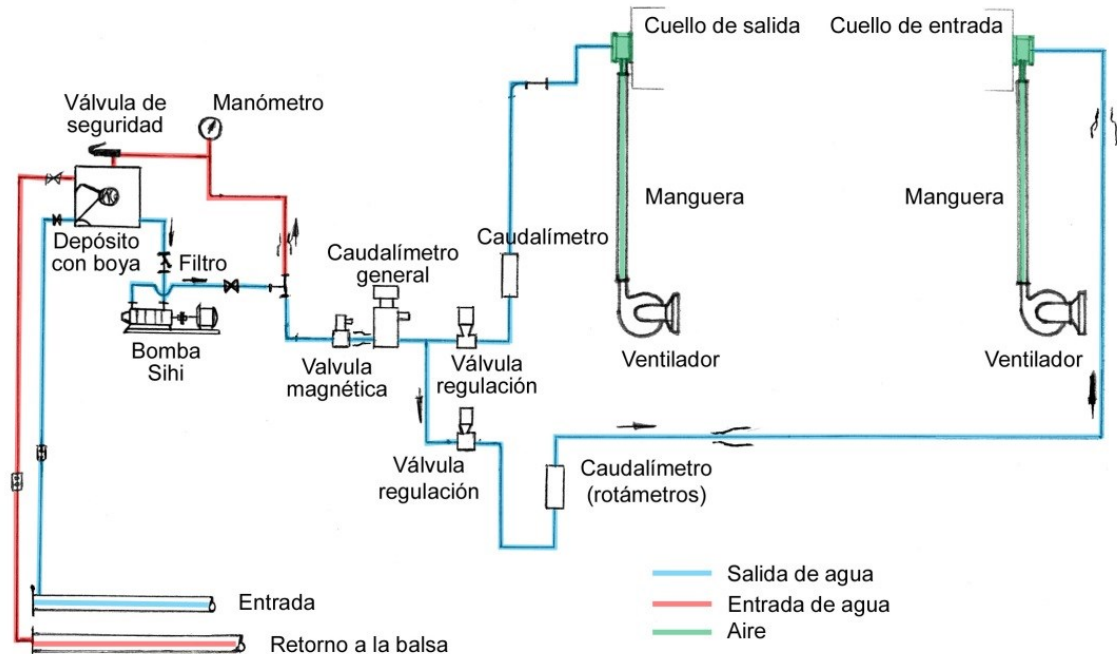 Cuello de salida
Cuello de entrada
Válvula de
seguridad
Manómetro
Manguera
Manguera
Depósito
con boya
Filtro
Caudalímetro
general
Caudalímetro
Bomba
Sihi
Valvula
magnética
Válvula
regulación
Ventilador
Ventilador
Válvula
regulación
Caudalímetro
(rotámetros)
Salida de agua
Entrada de agua
Aire
Entrada
Retorno a la balsa